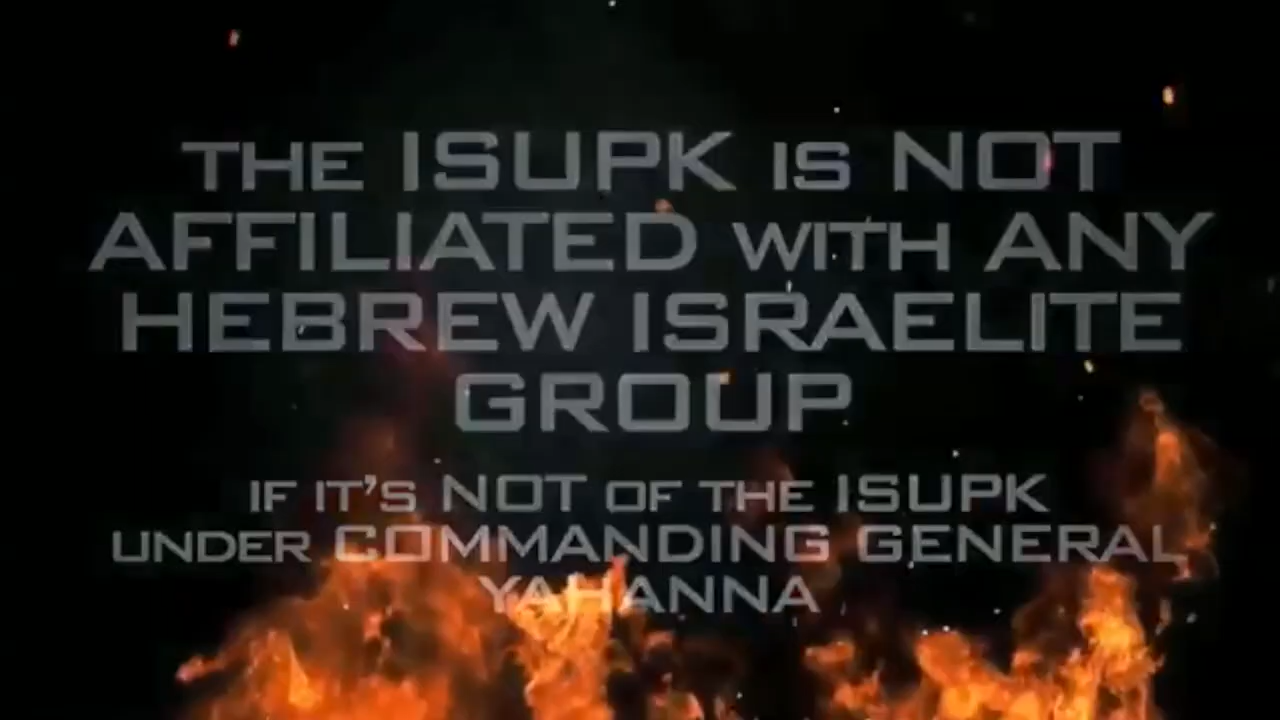 THE ISUPK IS NOT
AFFILIATED WITH ANY
HEBREW ISRAELITE
GROUP
IF IT'S NOT OF THE ISUPK
UNDER COMMANDING GENERAL
YAHANNA